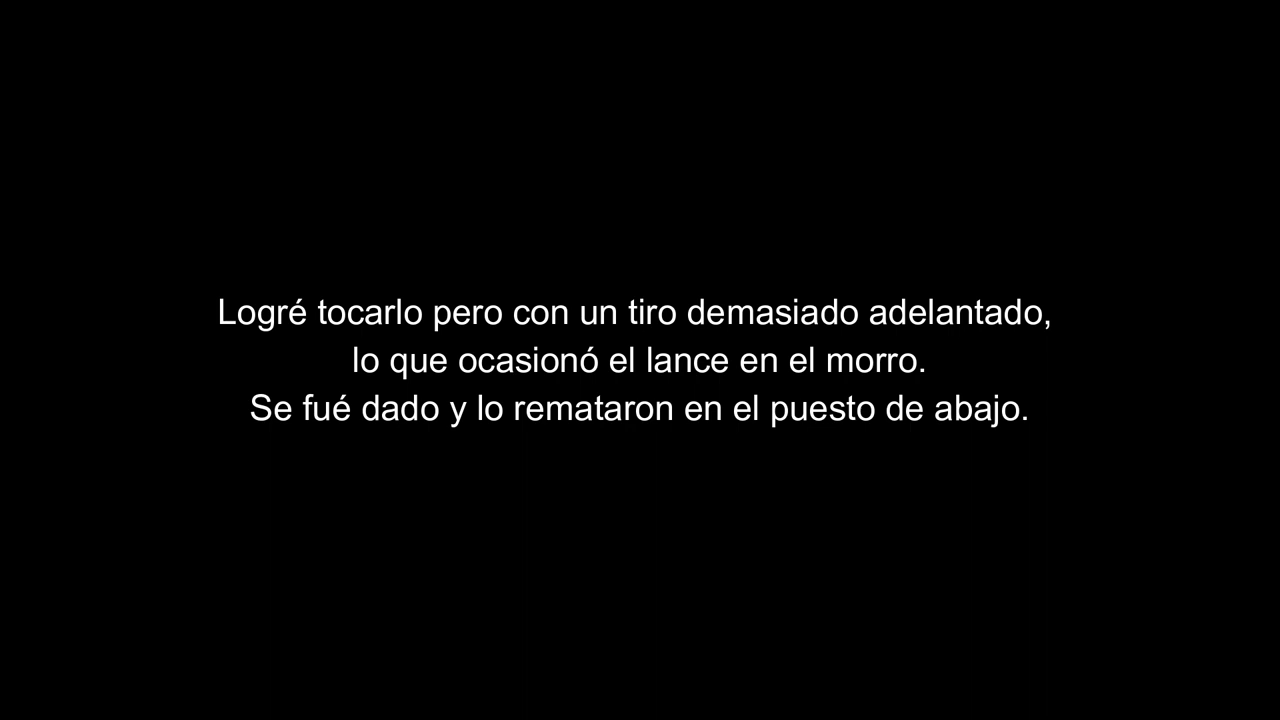 Logré tocarlo pero con un tiro demasiado adelantado,
lo que ocasionó el lance en el morro.
Se fué dado y lo remataron en el puesto de abajo.